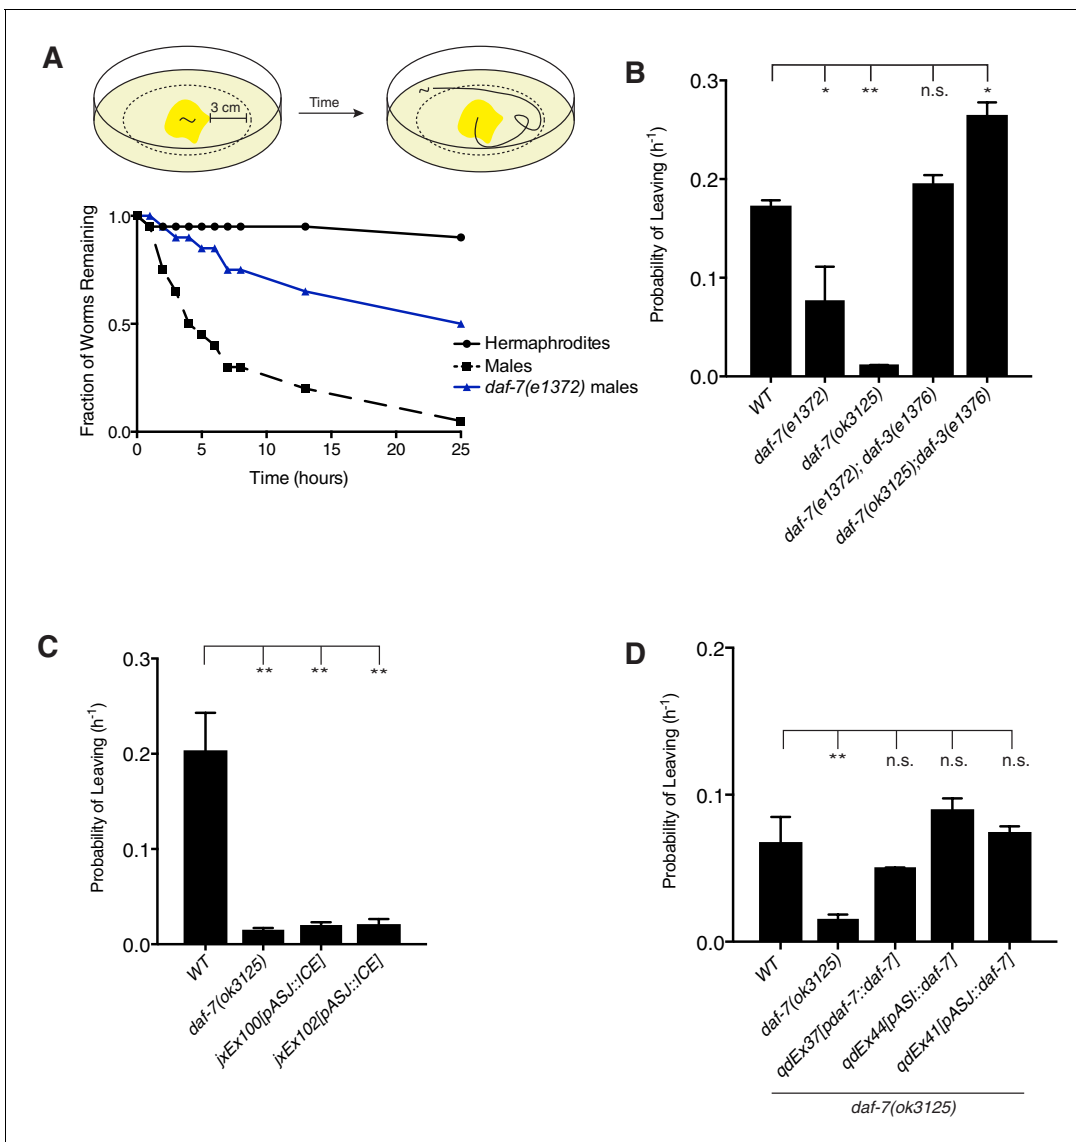 A
3 cm
Time
1.0
0.5
0.0
0 5 10 15 20 25
Fraction of Worms Remaining
Time (hours)
Hermaphrodites
Males
daf-7(e1372) males
B
0.3
0.2
0.1
0.0
Probability of Leaving (h-1)
* ** n.s. *
WT
daf-7(e1372)
daf-7(ok3125)
daf-7(e1372); daf-3(e1376)
daf-7(ok3125);daf-3(e1376)
C
0.3
0.2
0.1
0.0
Probability of Leaving (h-1)
** ** **
WT
daf-7(ok3125)
jxEx100[pASJ::ICE]
jxEx102[pASJ::ICE]
D
0.2
0.1
0.0
Probability of Leaving (h-1)
** n.s. n.s. n.s.
WT
daf-7(ok3125)
qdEx37[pdaf-7::daf-7]
qdEx44[pASI::daf-7]
qdEx41[pASJ::daf-7]
daf-7(ok3125)